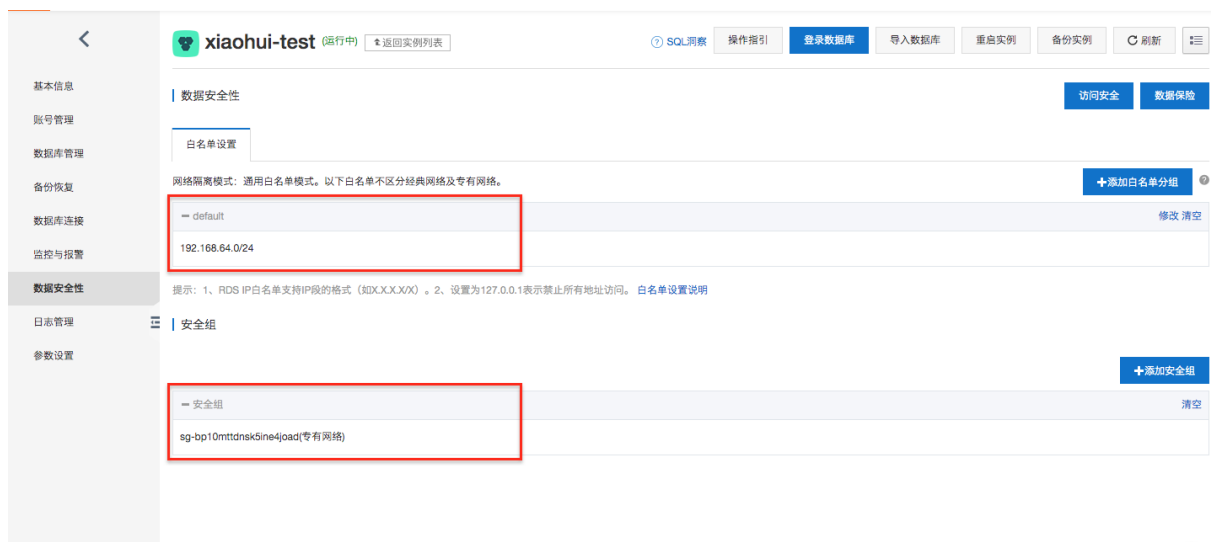 xiaohui-test (运行中) 返回实例列表 SQL洞察 操作指引 登录数据库 导入数据库 重启实例 备份实例 刷新
基本信息
账号管理
数据库管理
备份恢复
数据库连接
监控与报警
数据安全性
日志管理
参数设置
数据安全性 访问安全 数据保险
白名单设置
网络隔离模式：通用白名单模式。以下白名单不区分经典网络及专有网络。 +添加白名单分组
default 修改 清空
192.168.64.0/24
提示：1、RDS IP白名单支持IP段的格式（如X.X.X.X/X）。2、设置为127.0.0.1表示禁止所有地址访问。 白名单设置说明
安全组
+添加安全组
安全组 清空
sg-bp10mttdnsk5ine4joad(专有网络)